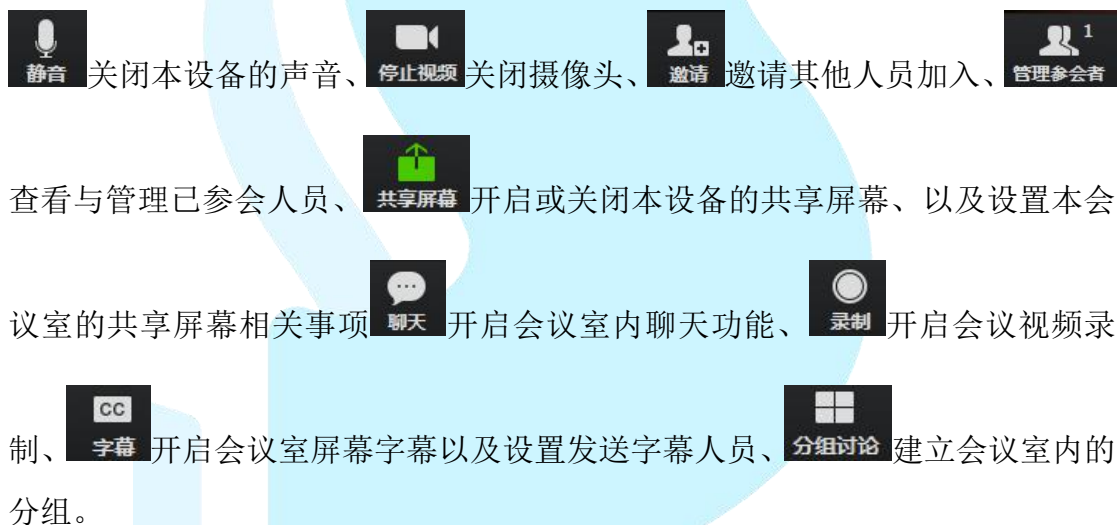 静音 关闭本设备的声音、停止视频 关闭摄像头、邀请 邀请其他人员加入、管理参会者 1
查看与管理已参会人员、共享屏幕 开启或关闭本设备的共享屏幕、以及设置本会
议室的共享屏幕相关事项 聊天 开启会议室内聊天功能、录制 开启会议视频录
制、CC 字幕 开启会议室屏幕字幕以及设置发送字幕人员、分组讨论 建立会议室内的
分组。